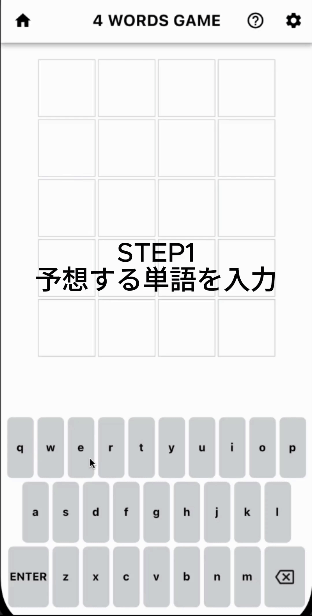 4 WORDS GAME
STEP1
予想する単語を入力
q w e r t y u i o p
a s d f g h j k l
ENTER z x c v b n m